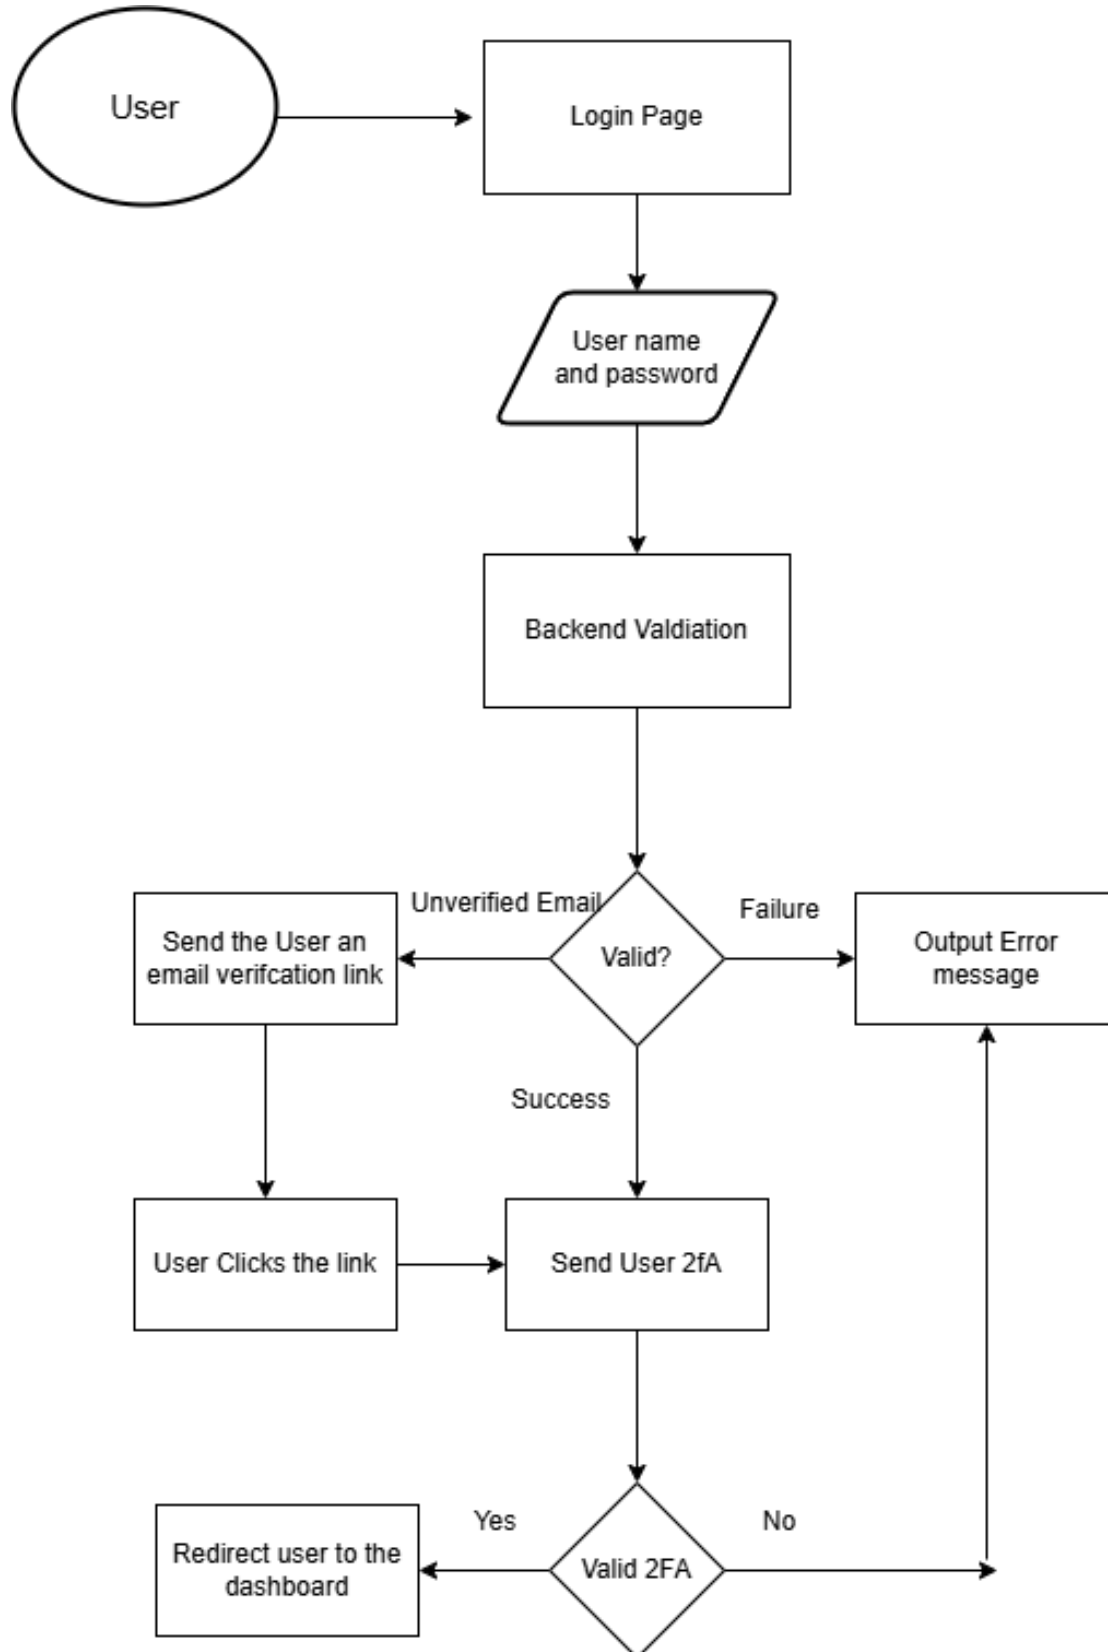 User
Login Page
User name
and password
Backend Valdiation
Unverified Email
Failure
Send the User an
email verifcation link
Valid?
Output Error
message
Success
User Clicks the link
Send User 2fA
Yes
No
Redirect user to the
dashboard
Valid 2FA